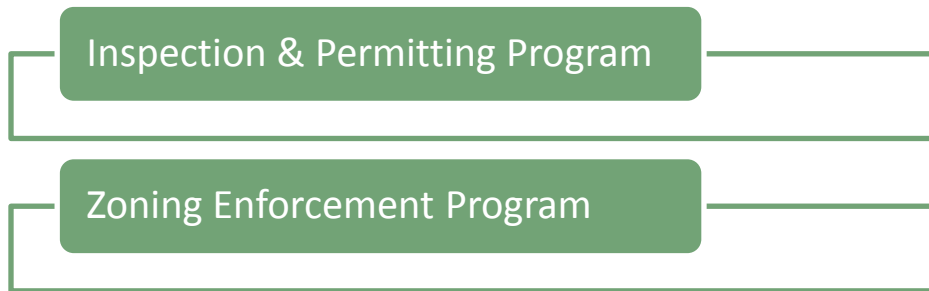 Inspection & Permitting Program
Zoning Enforcement Program